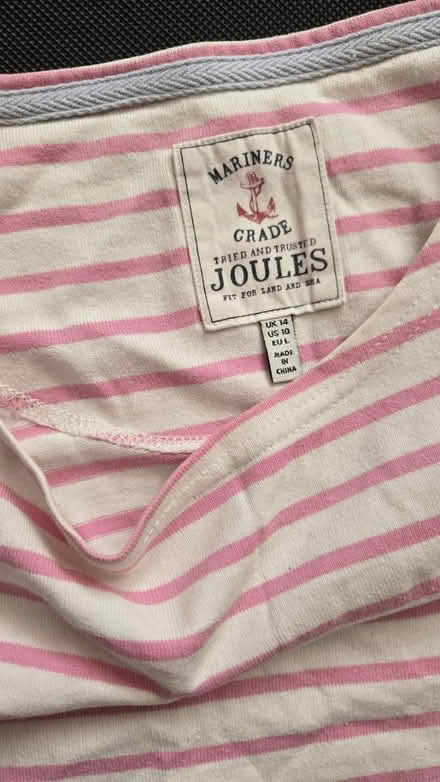 MARINERS
GRADE
TRIED AND TRUSTED
JOULES
FIT FOR LAND AND SEA
UK 14
US 10
EU L
MADE
IN
CHINA